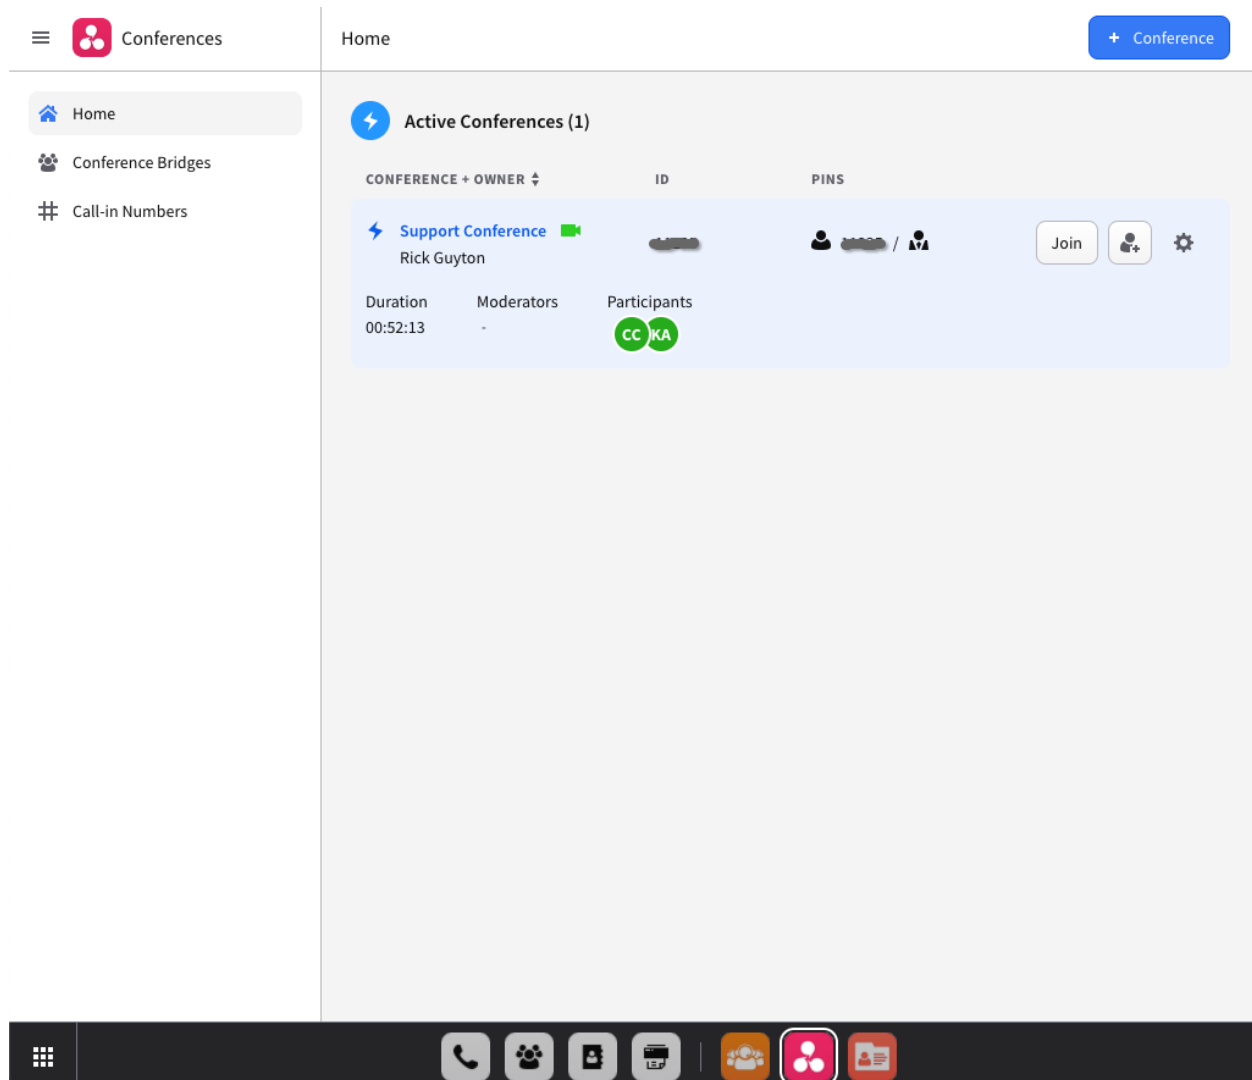 Conferences
Home
+ Conference
Home
Conference Bridges
Call-in Numbers
Active Conferences (1)
CONFERENCE + OWNER ID PINS
Support Conference
Rick Guyton
/
Join
Duration Moderators Participants
00:52:13 -
CC KA